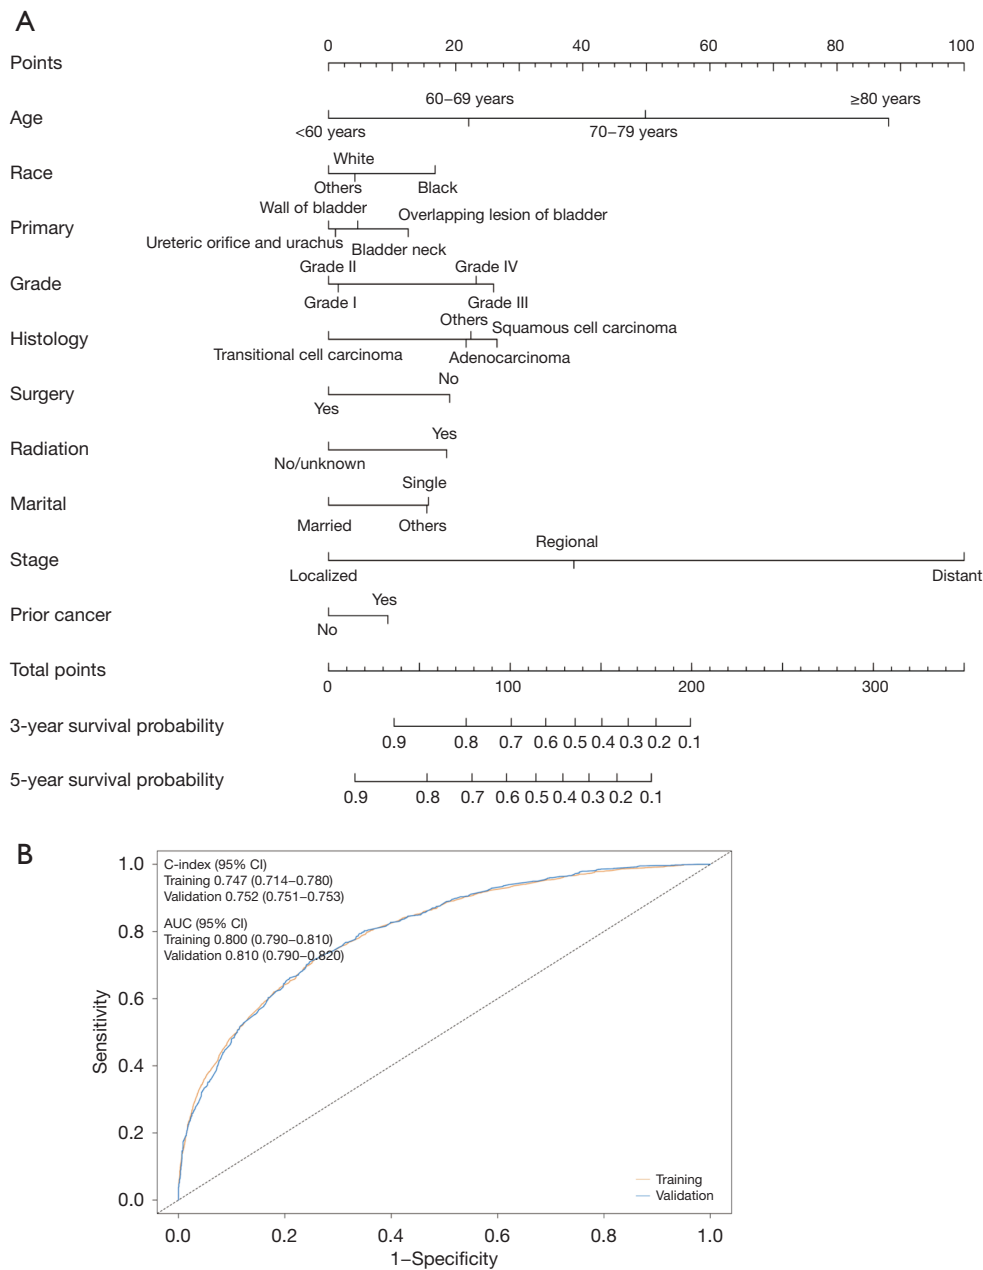 A
0 20 40 60 80 100
Points
60–69 years ≥80 years
Age
<60 years 70–79 years
White
Race
Others Black
Wall of bladder Overlapping lesion of bladder
Primary
Ureteric orifice and urachus Bladder neck
Grade II Grade IV
Grade
Grade I Grade III
Others Squamous cell carcinoma
Histology
Transitional cell carcinoma Adenocarcinoma
No
Surgery
Yes
Yes
Radiation
No/unknown
Single
Marital
Married Others
Regional
Stage
Localized Distant
Yes
Prior cancer
No
Total points
0 100 200 300
3-year survival probability
0.9 0.8 0.7 0.6 0.5 0.4 0.3 0.2 0.1
5-year survival probability
0.9 0.8 0.7 0.6 0.5 0.4 0.3 0.2 0.1
B
C-index (95% CI)
Training 0.747 (0.714–0.780)
Validation 0.752 (0.751–0.753)
AUC (95% CI)
Training 0.800 (0.790–0.810)
Validation 0.810 (0.790–0.820)
1.0
0.8
0.6
0.4
0.2
0.0
Sensitivity
Training
Validation
0.0 0.2 0.4 0.6 0.8 1.0
1–Specificity